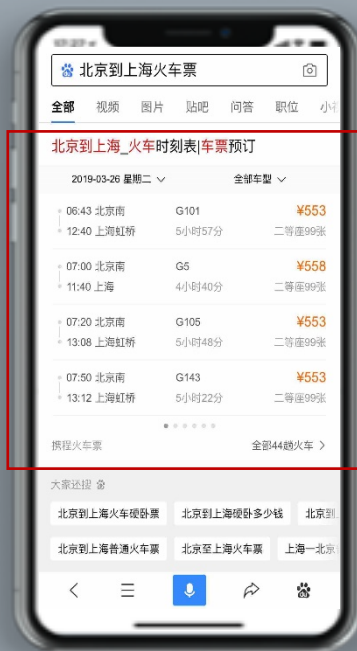 北京到上海火车票
全部 视频 图片 贴吧 问答 职位
北京到上海_火车时刻表|车票预订
2019-03-26 星期二 全部车型
06:43 北京南 G101 ¥553
12:40 上海虹桥 5小时57分 二等座99张
07:00 北京南 G5 ¥558
11:40 上海 4小时40分 二等座99张
07:20 北京南 G105 ¥553
13:08 上海虹桥 5小时48分 二等座99张
07:50 北京南 G143 ¥553
13:12 上海虹桥 5小时22分 二等座99张
携程火车票 全部44趟火车 >
大家还搜
北京到上海火车硬卧票 北京到上海硬卧多少钱 北京到
北京到上海普通火车票 北京至上海火车票 上海一北京